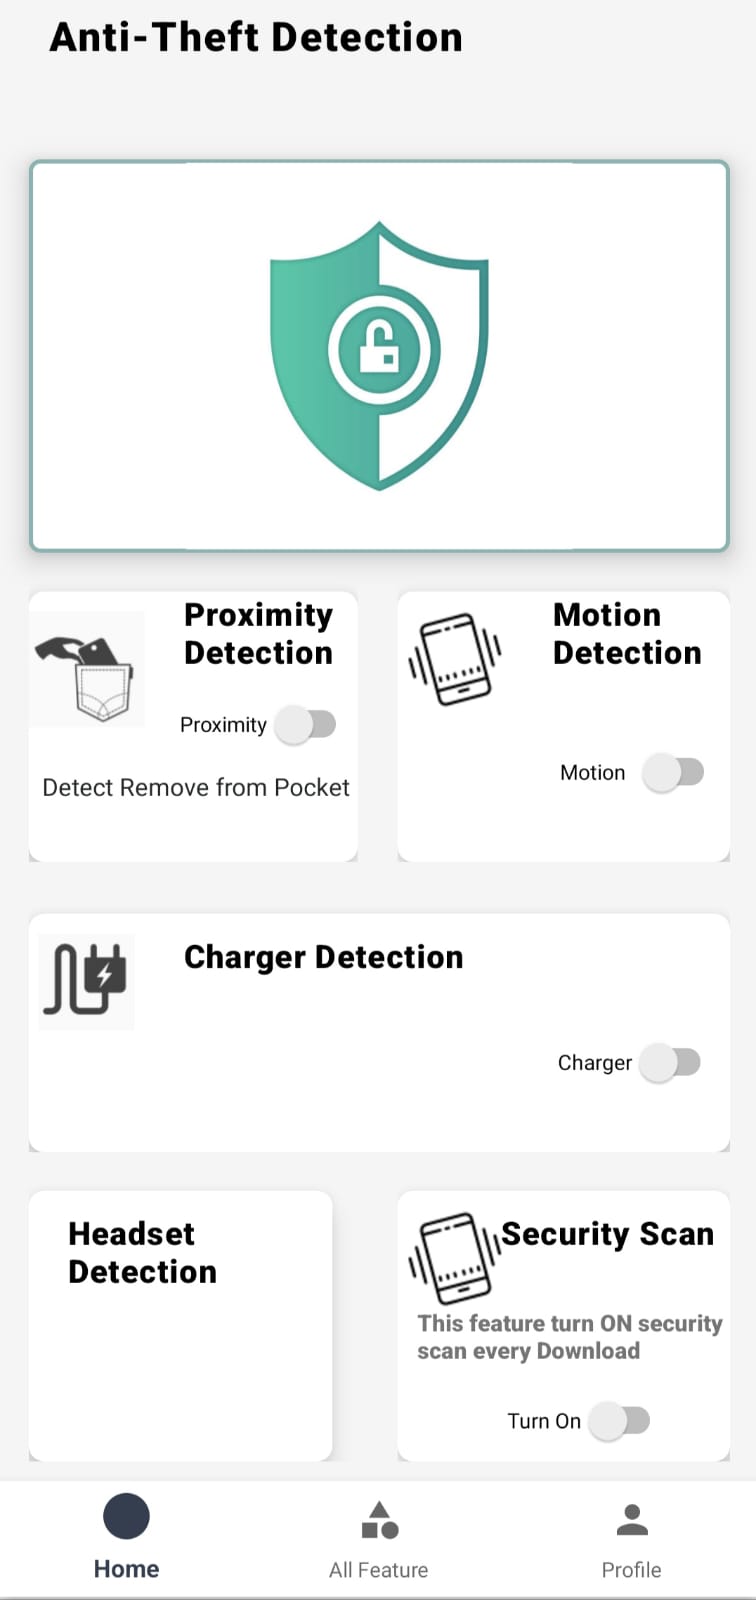 Anti-Theft Detection
Proximity
Detection
Proximity
Detect Remove from Pocket
Motion
Detection
Motion
Charger Detection
Charger
Headset
Detection
Security Scan
This feature turn ON security
scan every Download
Turn On
Home
All Feature
Profile